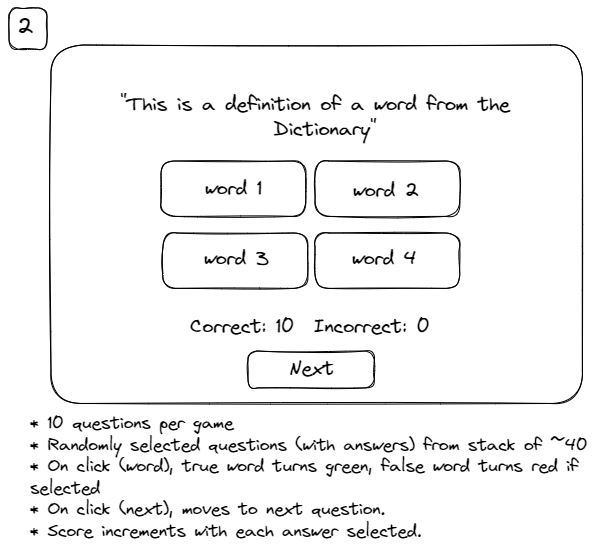 2
"This is a definition of a word from the
Dictionary"
word 1 word 2
word 3 word 4
Correct: 10 Incorrect: 0
Next
* 10 questions per game
* Randomly selected questions (with answers) from stack of ~40
* On click (word), true word turns green, false word turns red if
selected
* On click (next), moves to next question.
* Score increments with each answer selected.